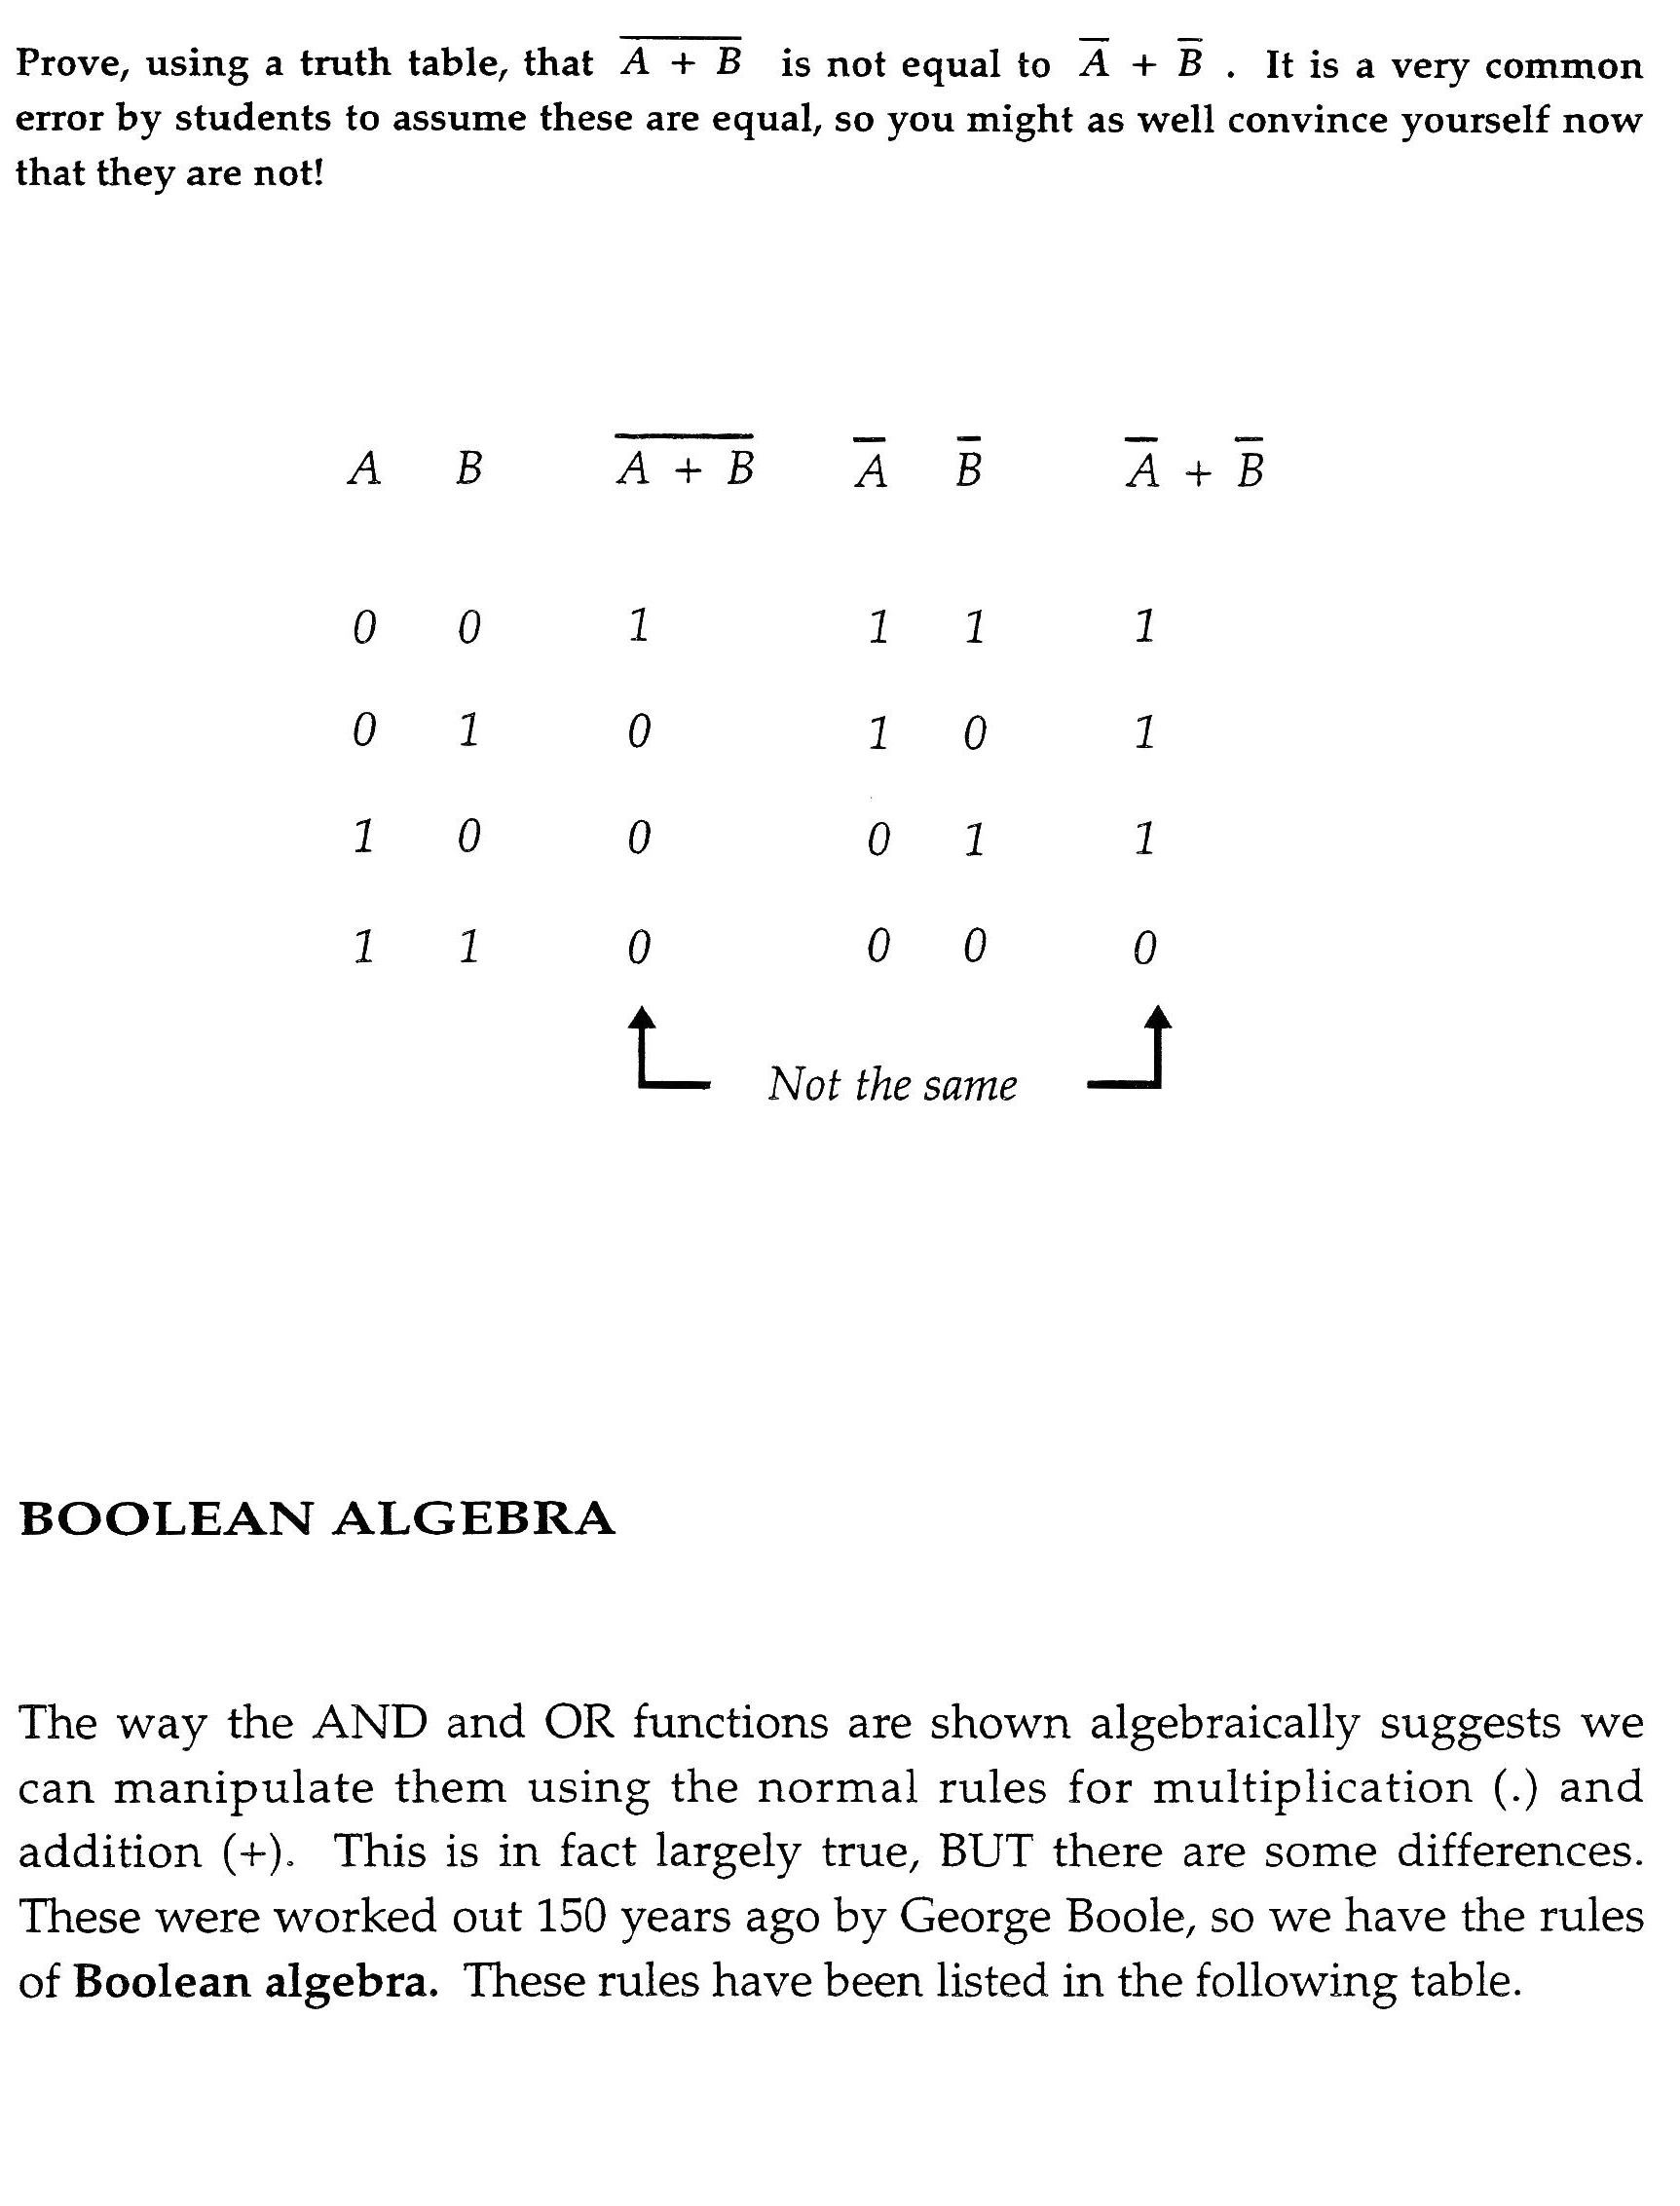 Prove, using a truth table, that A̅ ̅+̅ ̅B̅ is not equal to A̅ + B̅ . It is a very common
error by students to assume these are equal, so you might as well convince yourself now
that they are not!
A B A̅ ̅+̅ ̅B̅ A̅ B̅ A̅ + B̅
0 0 1 1 1 1
0 1 0 1 0 1
1 0 0 0 1 1
1 1 0 0 0 0
Not the same
BOOLEAN ALGEBRA
The way the AND and OR functions are shown algebraically suggests we
can manipulate them using the normal rules for multiplication (.) and
addition (+). This is in fact largely true, BUT there are some differences.
These were worked out 150 years ago by George Boole, so we have the rules
of Boolean algebra. These rules have been listed in the following table.